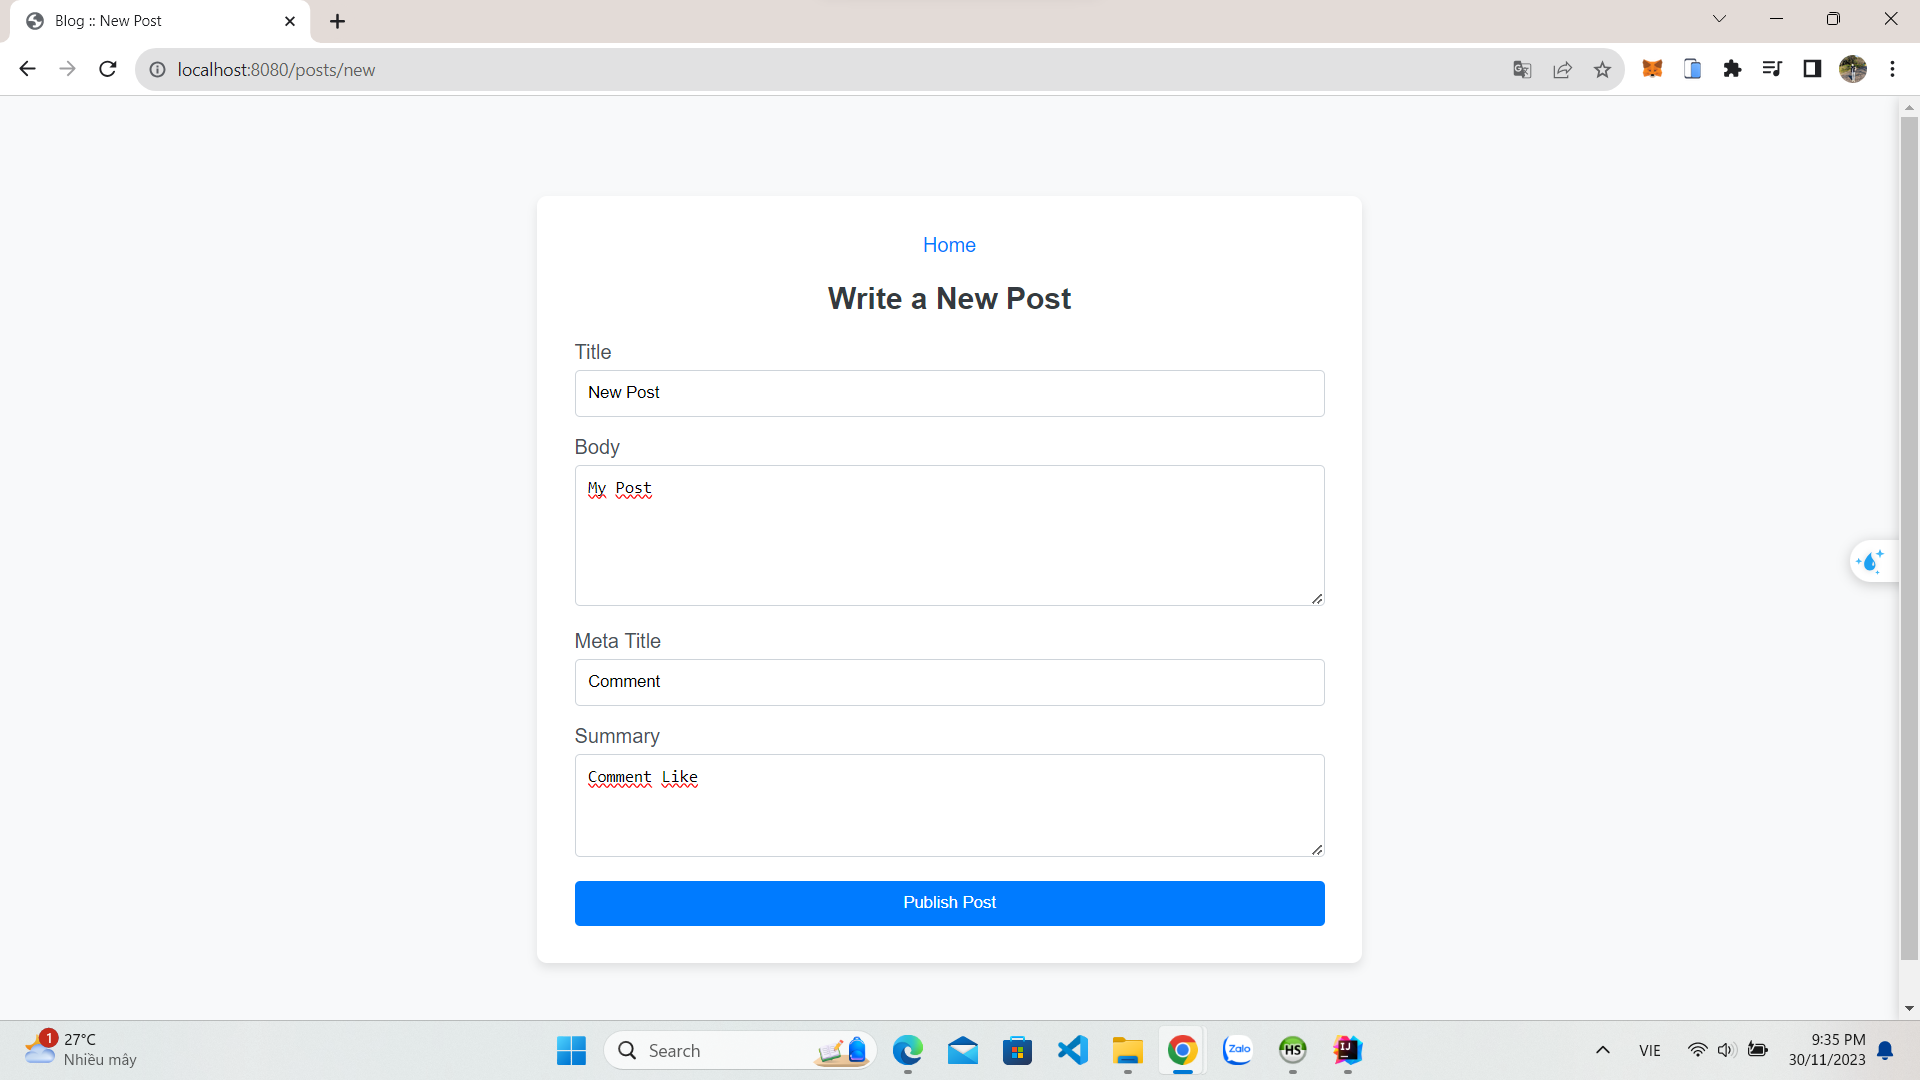 Blog :: New Post
localhost:8080/posts/new
Home
Write a New Post
Title
New Post
Body
My Post
Meta Title
Comment
Summary
Comment Like
Publish Post
1
27°C
Nhiều mây
Search
Zalo
HS
IJ
VIE
9:35 PM
30/11/2023